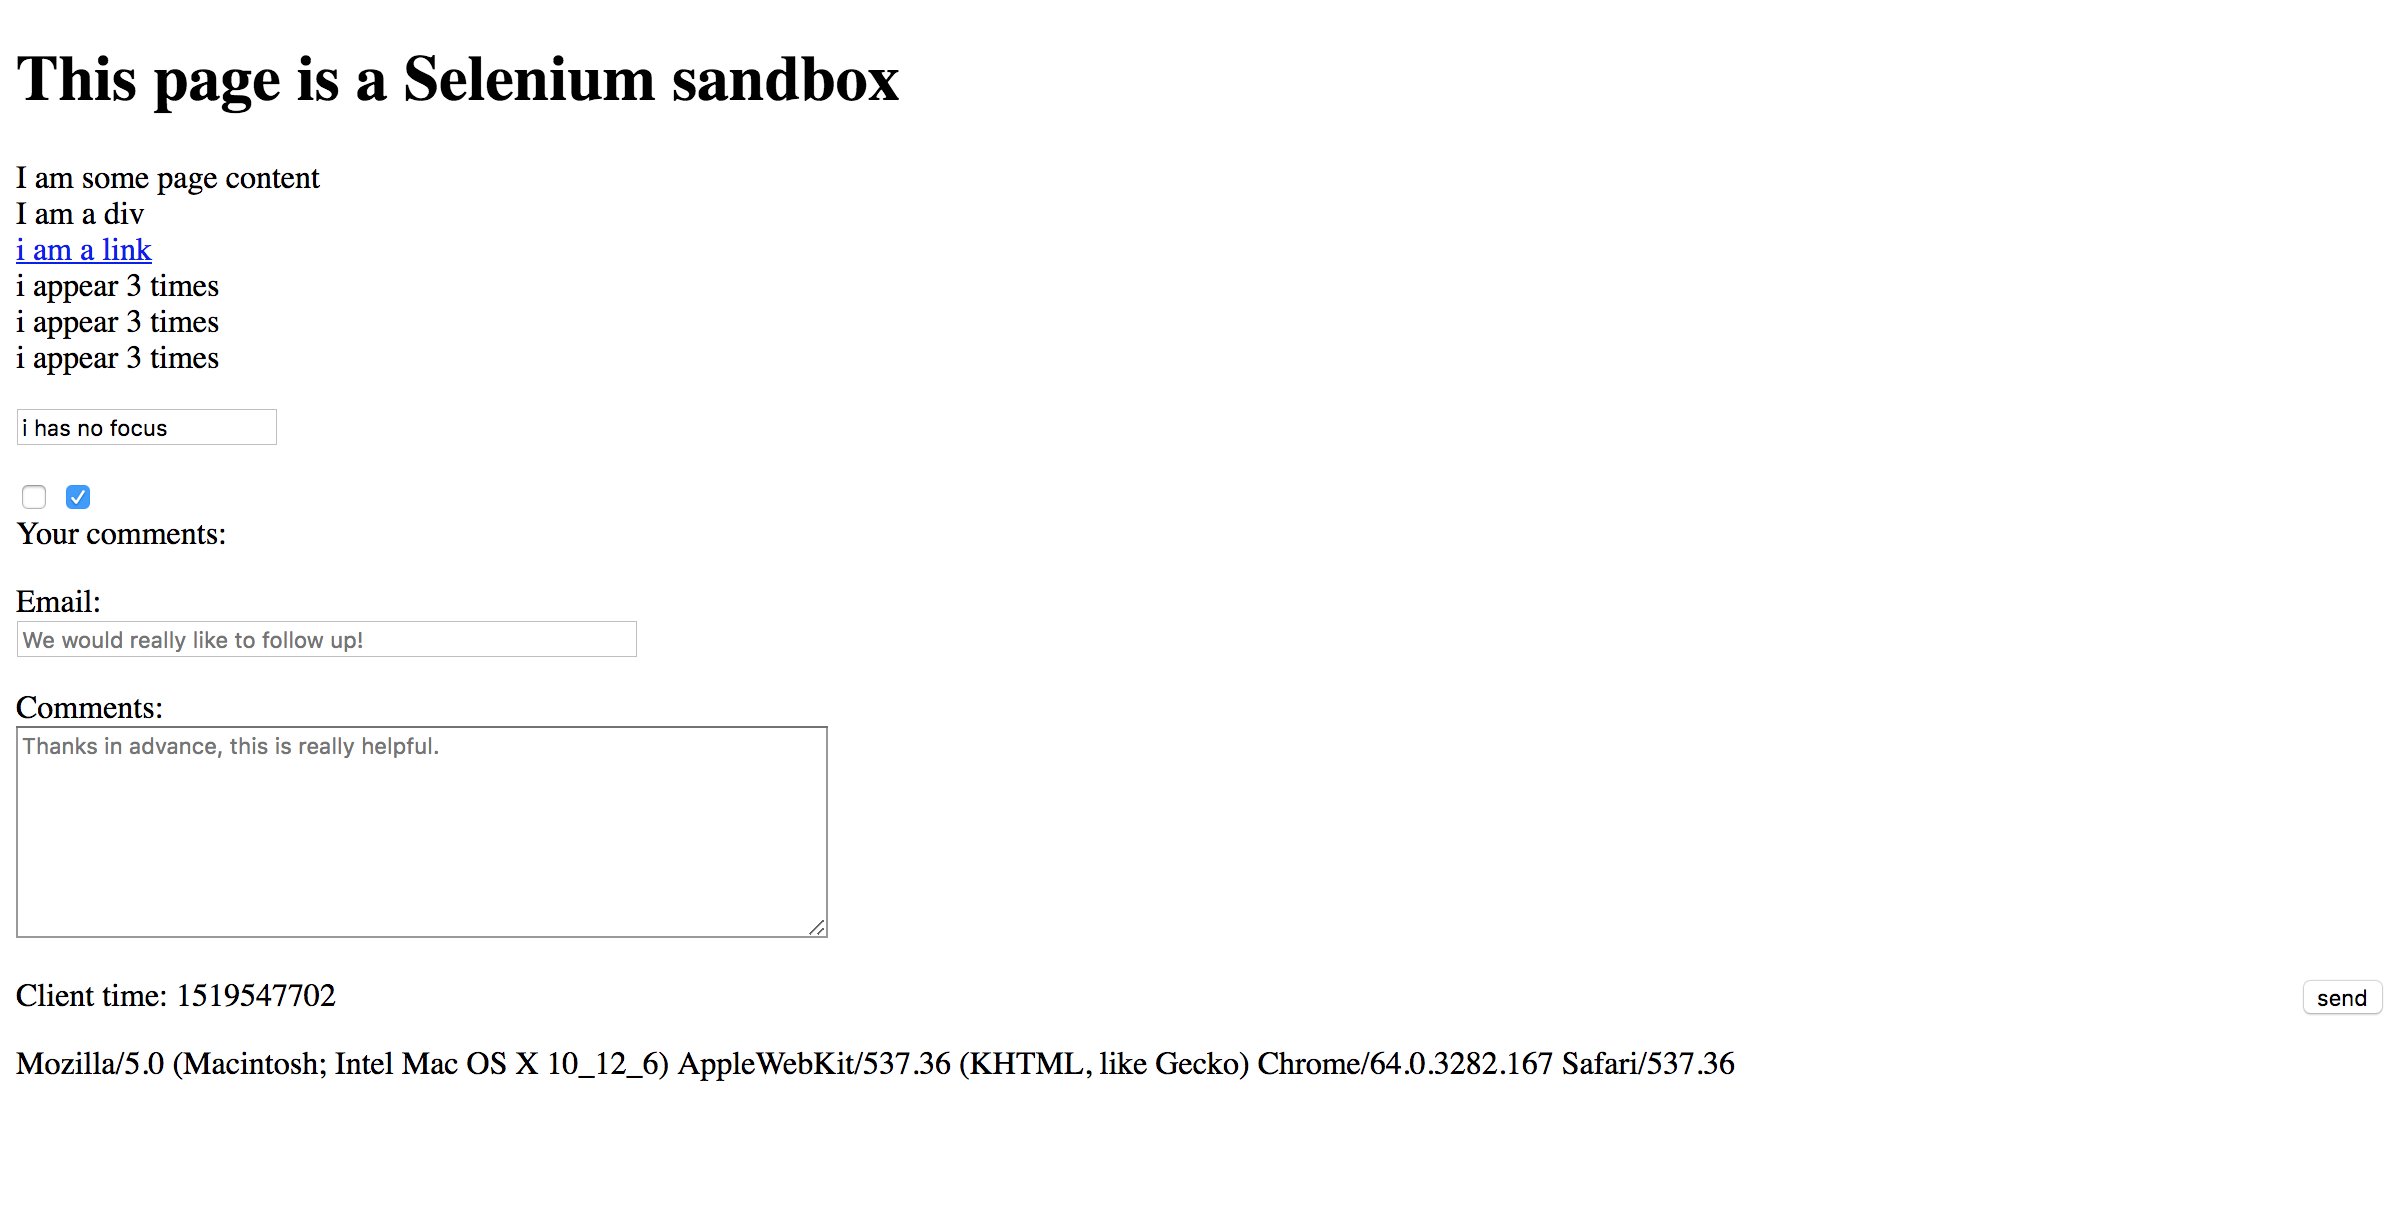 This page is a Selenium sandbox
I am some page content
I am a div
i am a link
i appear 3 times
i appear 3 times
i appear 3 times
i has no focus
Your comments:
Email:
We would really like to follow up!
Comments:
Thanks in advance, this is really helpful.
Client time: 1519547702
send
Mozilla/5.0 (Macintosh; Intel Mac OS X 10_12_6) AppleWebKit/537.36 (KHTML, like Gecko) Chrome/64.0.3282.167 Safari/537.36